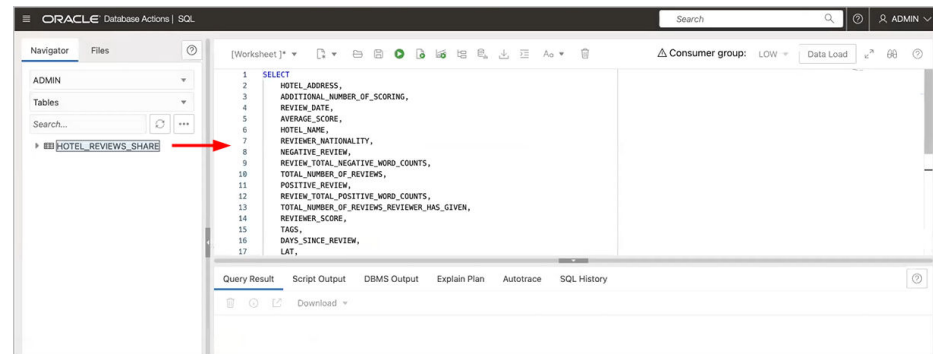 ORACLE Database Actions | SQL
Search
ADMIN
Navigator Files
[Worksheet]*
Aa
Consumer group: LOW
Data Load
ADMIN
Tables
Search...
HOTEL_REVIEWS_SHARE
1 SELECT
2 HOTEL_ADDRESS,
3 ADDITIONAL_NUMBER_OF_SCORING,
4 REVIEW_DATE,
5 AVERAGE_SCORE,
6 HOTEL_NAME,
7 REVIEWER_NATIONALITY,
8 NEGATIVE_REVIEW,
9 REVIEW_TOTAL_NEGATIVE_WORD_COUNTS,
10 TOTAL_NUMBER_OF_REVIEWS,
11 POSITIVE_REVIEW,
12 REVIEW_TOTAL_POSITIVE_WORD_COUNTS,
13 TOTAL_NUMBER_OF_REVIEWS_REVIEWER_HAS_GIVEN,
14 REVIEWER_SCORE,
15 TAGS,
16 DAYS_SINCE_REVIEW,
17 LAT,
Query Result Script Output DBMS Output Explain Plan Autotrace SQL History
Download